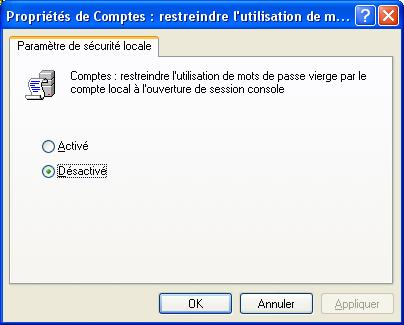 Propriétés de Comptes : restreindre l'utilisation de m...
Paramètre de sécurité locale
Comptes : restreindre l'utilisation de mots de passe vierge par le
compte local à l'ouverture de session console
Activé
Désactivé
OK
Annuler
Appliquer